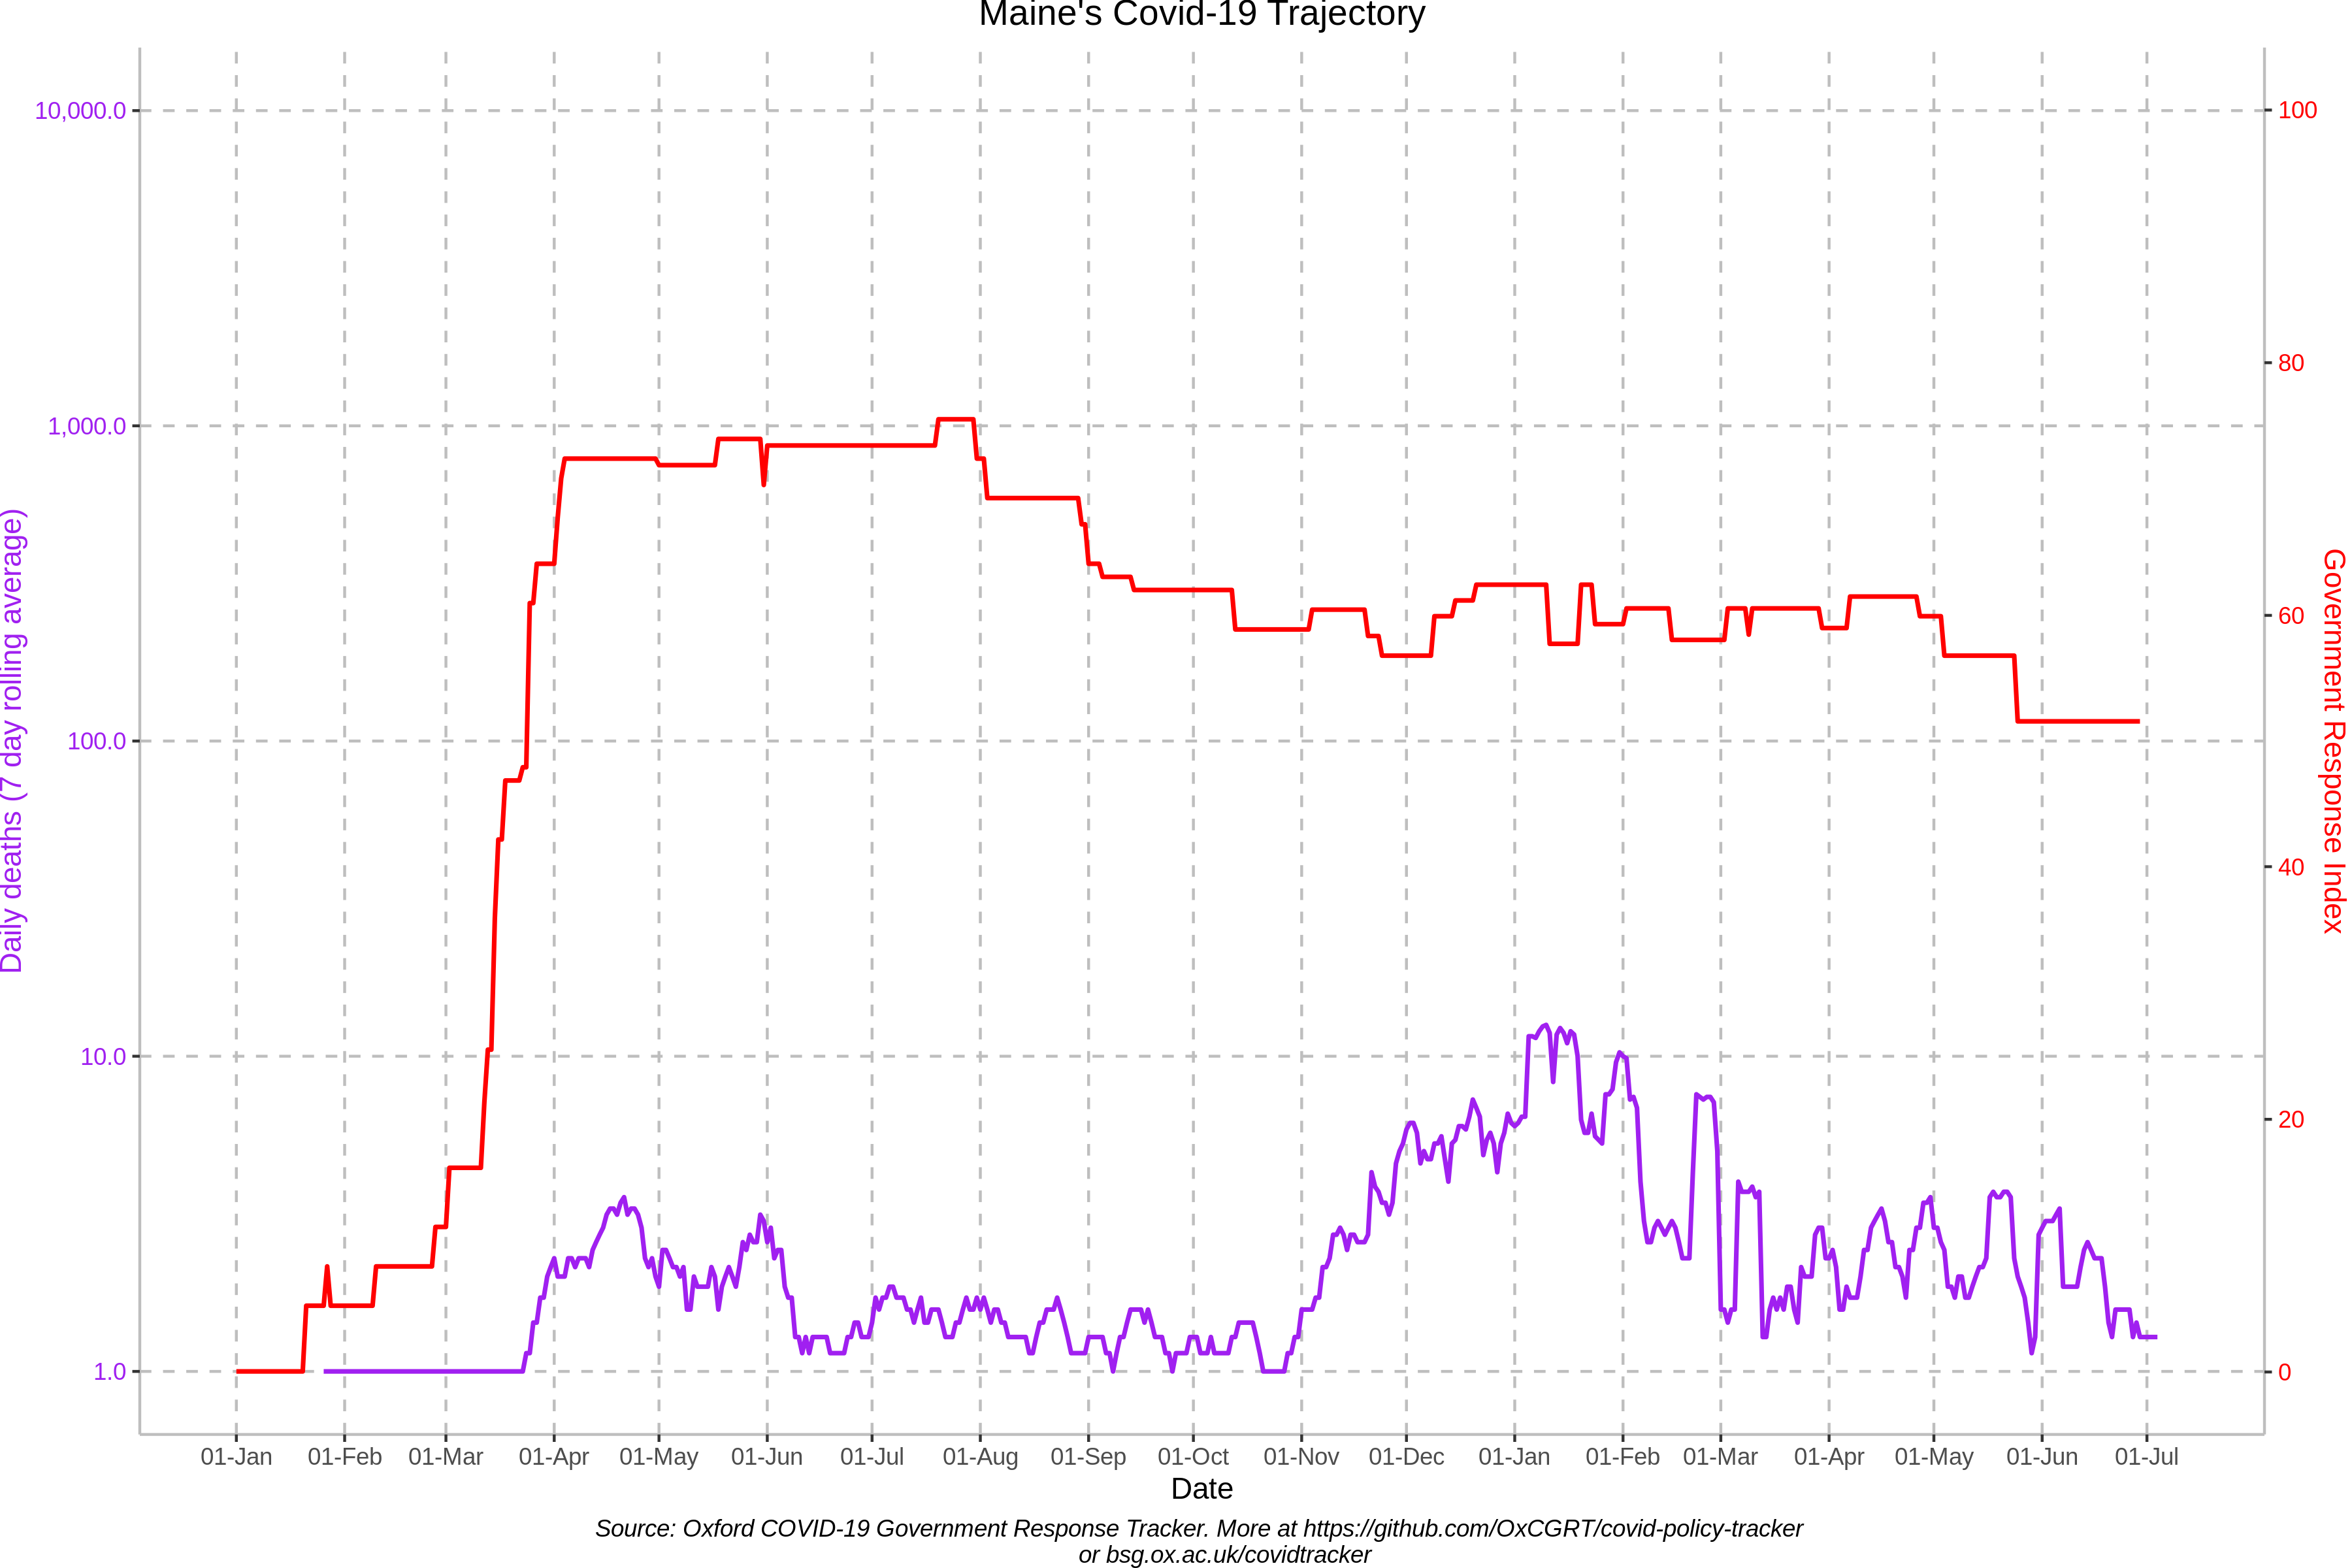 Maine's Covid-19 Trajectory
10,000.0
1,000.0
100.0
10.0
1.0
Daily deaths (7 day rolling average)
100
80
60
40
20
0
Government Response Index
01-Jan 01-Feb 01-Mar 01-Apr 01-May 01-Jun 01-Jul 01-Aug 01-Sep 01-Oct 01-Nov 01-Dec 01-Jan 01-Feb 01-Mar 01-Apr 01-May 01-Jun 01-Jul
Date
Source: Oxford COVID-19 Government Response Tracker. More at https://github.com/OxCGRT/covid-policy-tracker
or bsg.ox.ac.uk/covidtracker